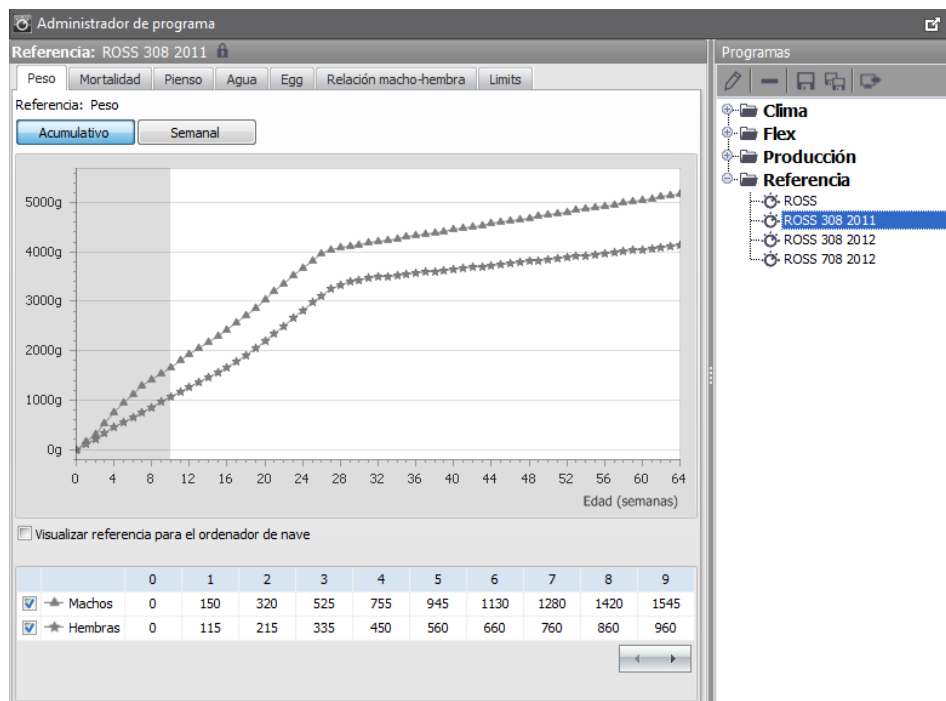 Administrador de programa
Referencia: ROSS 308 2011
Peso Mortalidad Pienso Agua Egg Relación macho-hembra Limits
Referencia: Peso
Acumulativo Semanal
5000g
4000g
3000g
2000g
1000g
0g
0 4 8 12 16 20 24 28 32 36 40 44 48 52 56 60 64
Edad (semanas)
Visualizar referencia para el ordenador de nave
0 1 2 3 4 5 6 7 8 9
Machos 0 150 320 525 755 945 1130 1280 1420 1545
Hembras 0 115 215 335 450 560 660 760 860 960
Programas
Clima
Flex
Producción
Referencia
ROSS
ROSS 308 2011
ROSS 308 2012
ROSS 708 2012